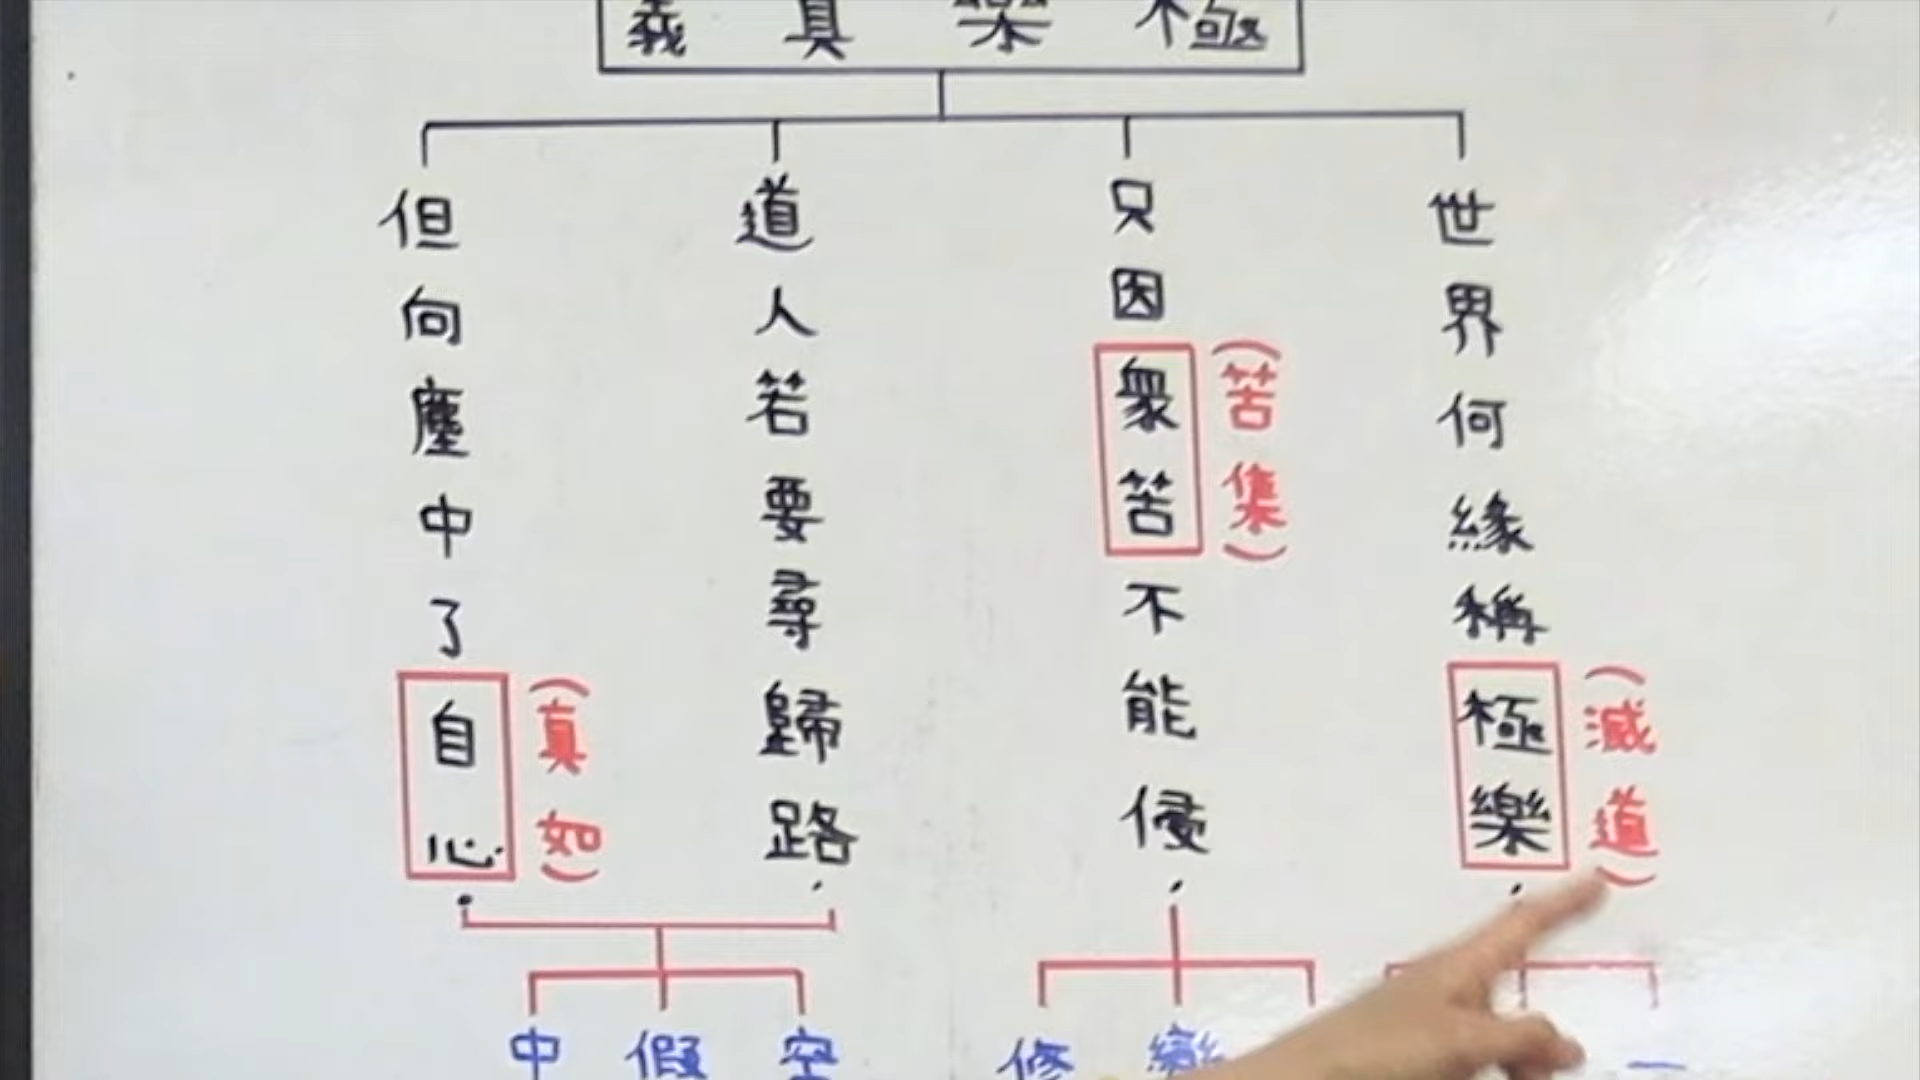 極樂真義
世界何緣稱極樂
(滅道)
只因眾苦不能侵
(苦集)
道人若要尋歸路
但向塵中了自心
(真如)
一
修
空假中